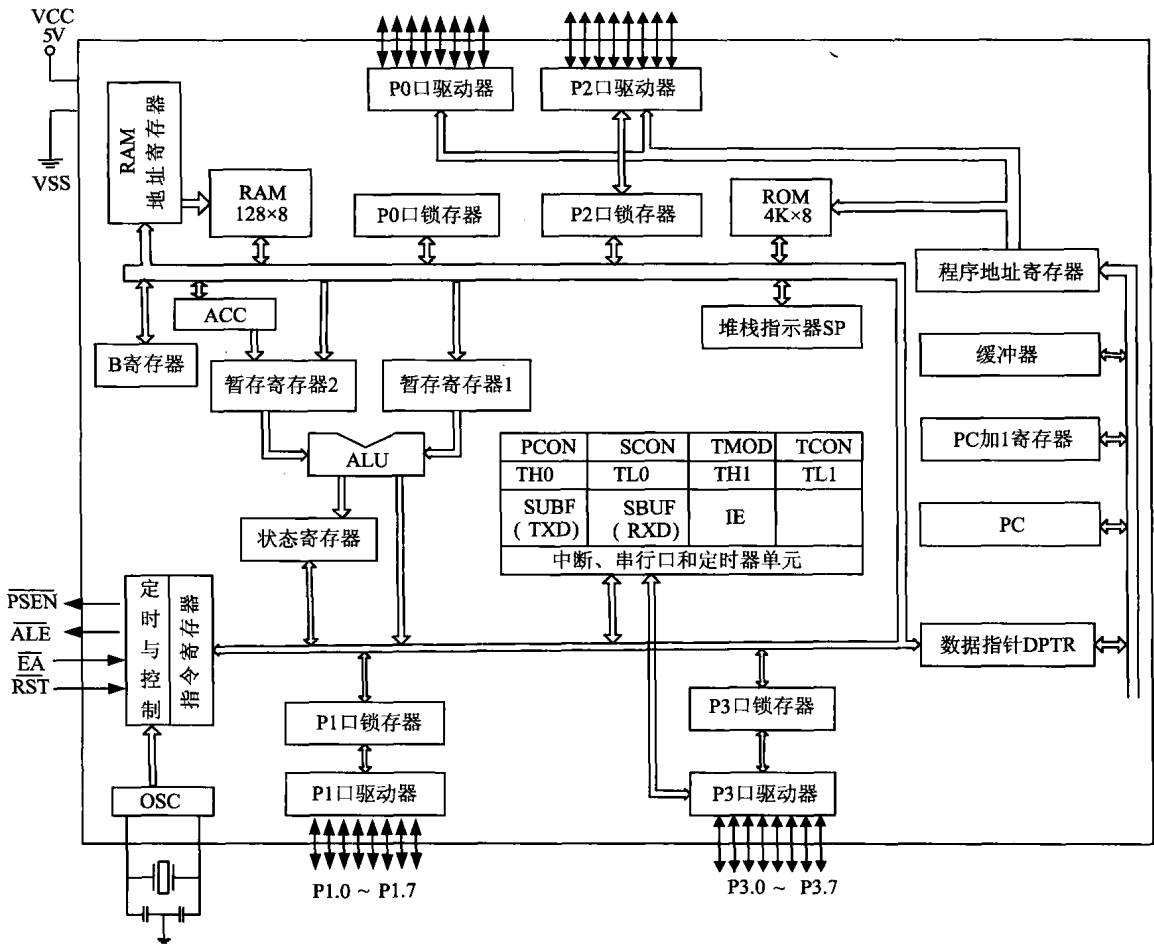 VCC
5V
VSS
P0口驱动器
P2口驱动器
RAM
地址寄存器
RAM
128×8
P0口锁存器
P2口锁存器
ROM
4K×8
程序地址寄存器
ACC
B寄存器
堆栈指示器SP
缓冲器
暂存寄存器2
暂存寄存器1
PC加1寄存器
ALU
PCON SCON TMOD TCON
TH0 TL0 TH1 TL1
SUBF SBUF IE
(TXD) (RXD)
中断、串行口和定时器单元
PC
状态寄存器
PSEN
ALE
EA
RST
定时与控制
指令寄存器
数据指针DPTR
P1口锁存器
P3口锁存器
OSC
P1口驱动器
P3口驱动器
P1.0 ~ P1.7
P3.0 ~ P3.7